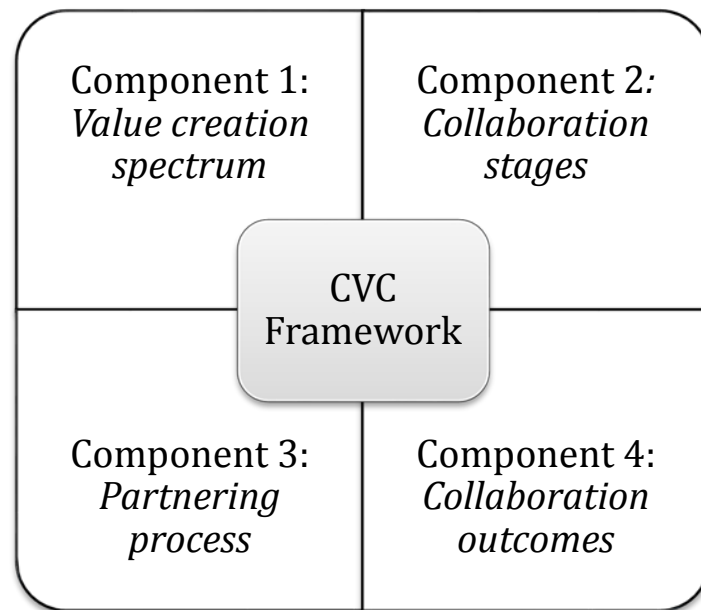 Component 1:
Value creation
spectrum
Component 2:
Collaboration
stages
CVC
Framework
Component 3:
Partnering
process
Component 4:
Collaboration
outcomes